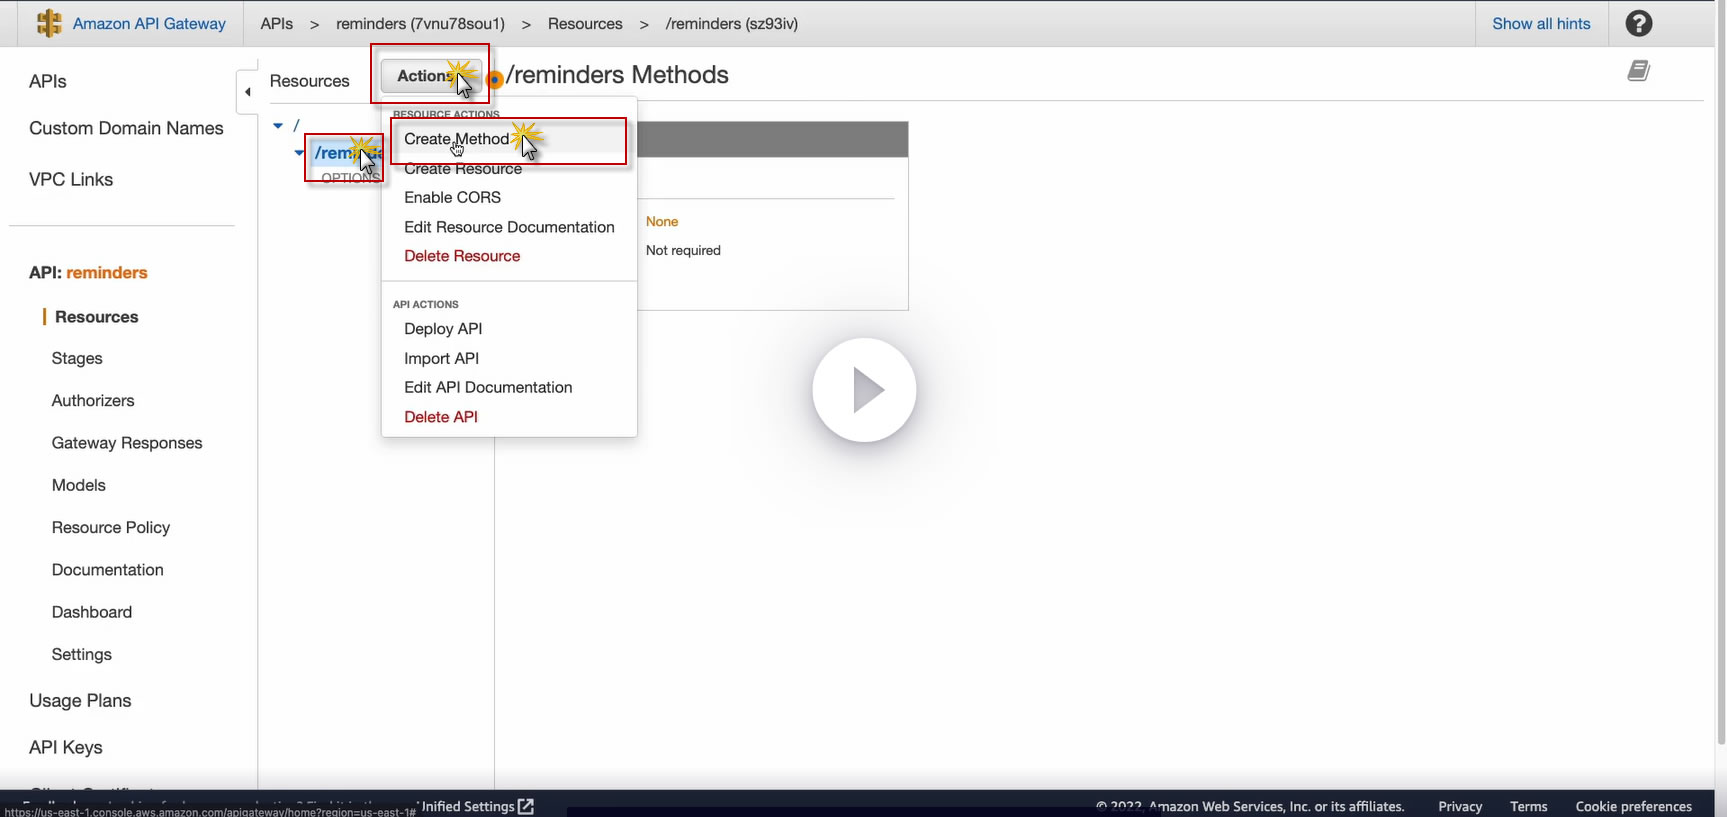 Amazon API Gateway
APIs > reminders (7vnu78sou1) > Resources > /reminders (sz93iv)
Show all hints
?
APIs
Custom Domain Names
VPC Links
API: reminders
Resources
Stages
Authorizers
Gateway Responses
Models
Resource Policy
Documentation
Dashboard
Settings
Usage Plans
API Keys
Resources
Actions
/reminders Methods
/
OPTIONS
RESOURCE ACTIONS
Create Method
Create Resource
Enable CORS
Edit Resource Documentation
Delete Resource
API ACTIONS
Deploy API
Import API
Edit API Documentation
Delete API
None
Not required
https://us-east-1.console.aws.amazon.com/apigateway/home?region=us-east-1#
Unified Settings
© 2022, Amazon Web Services, Inc. or its affiliates.
Privacy
Terms
Cookie preferences